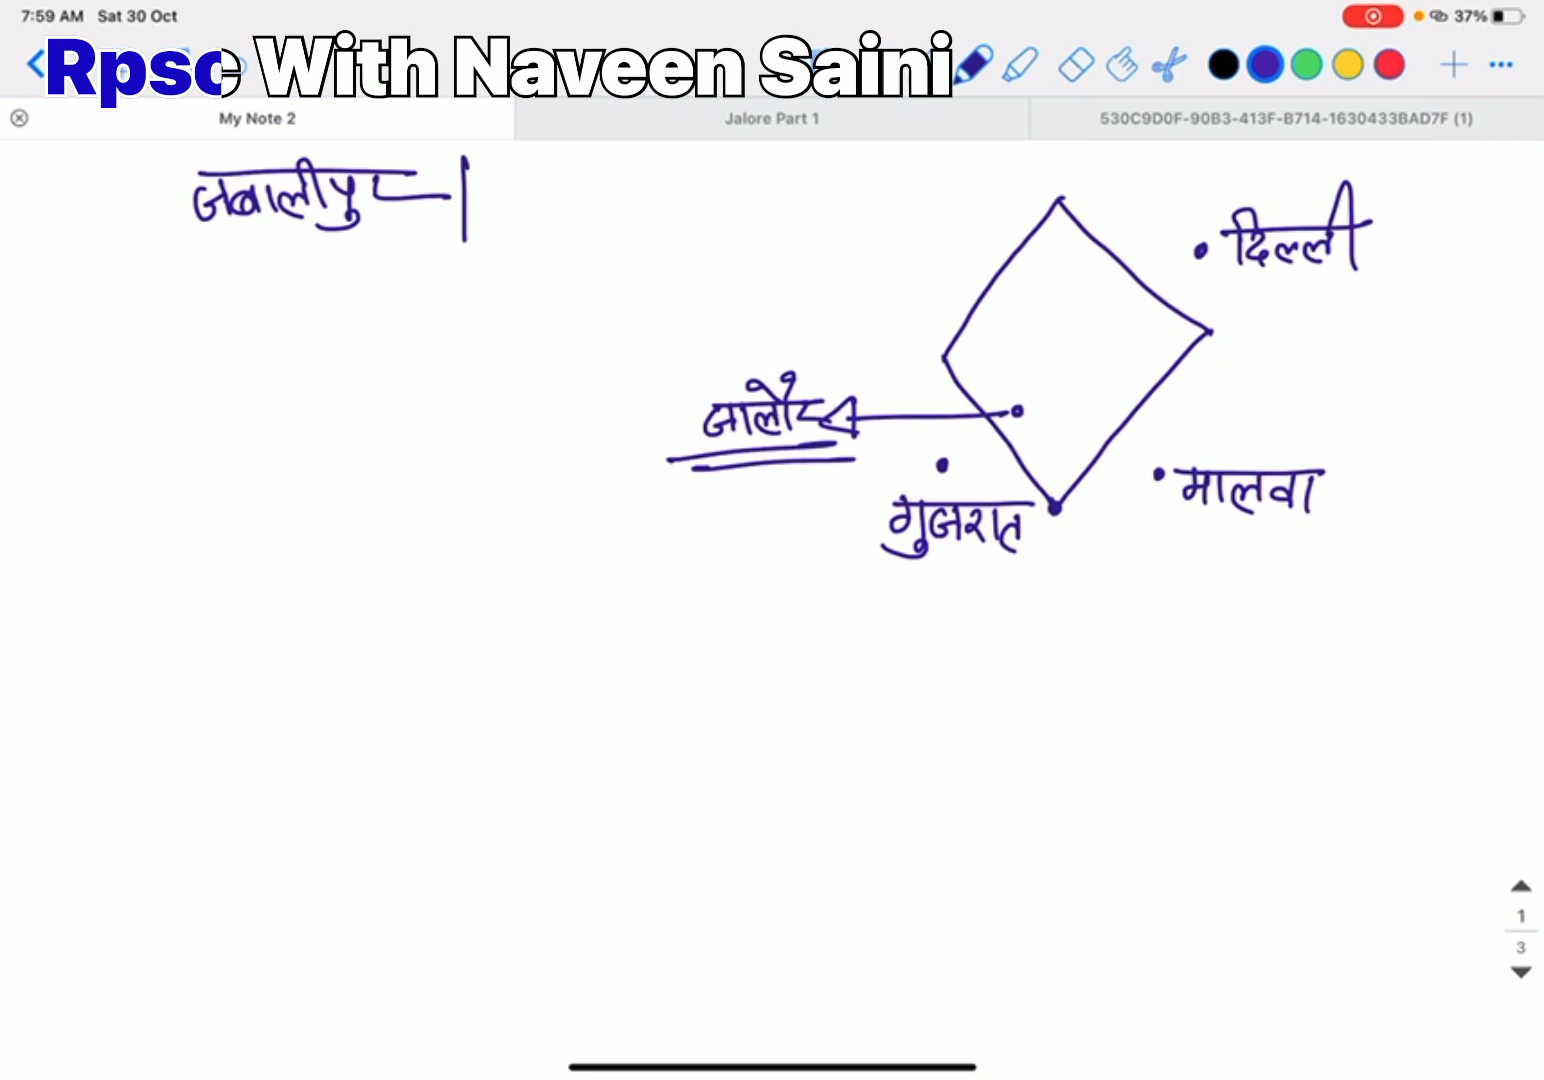 7:59 AM Sat 30 Oct
37%
Rpsc With Naveen Saini
My Note 2
Jalore Part 1
530C9D0F-90B3-413F-B714-1630433BAD7F (1)
जबालीपुर
दिल्ली
जालौर
मालवा
गुजरात
1
3